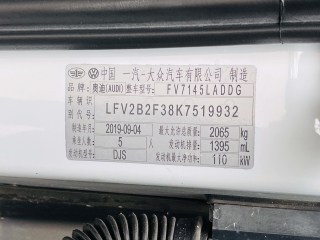 中国 一汽-大众汽车有限公司 制造
品牌: 奥迪(AUDI) 整车型号: FV7145LADDG
识别代号: LFV2B2F38K7519932
制造年月: 2019-09-04 最大允许总质量: 2065 kg
乘坐人数: 5 人 发动机排量: 1395 mL
发动机型号: DJS 发动机最大净功率: 110 kW